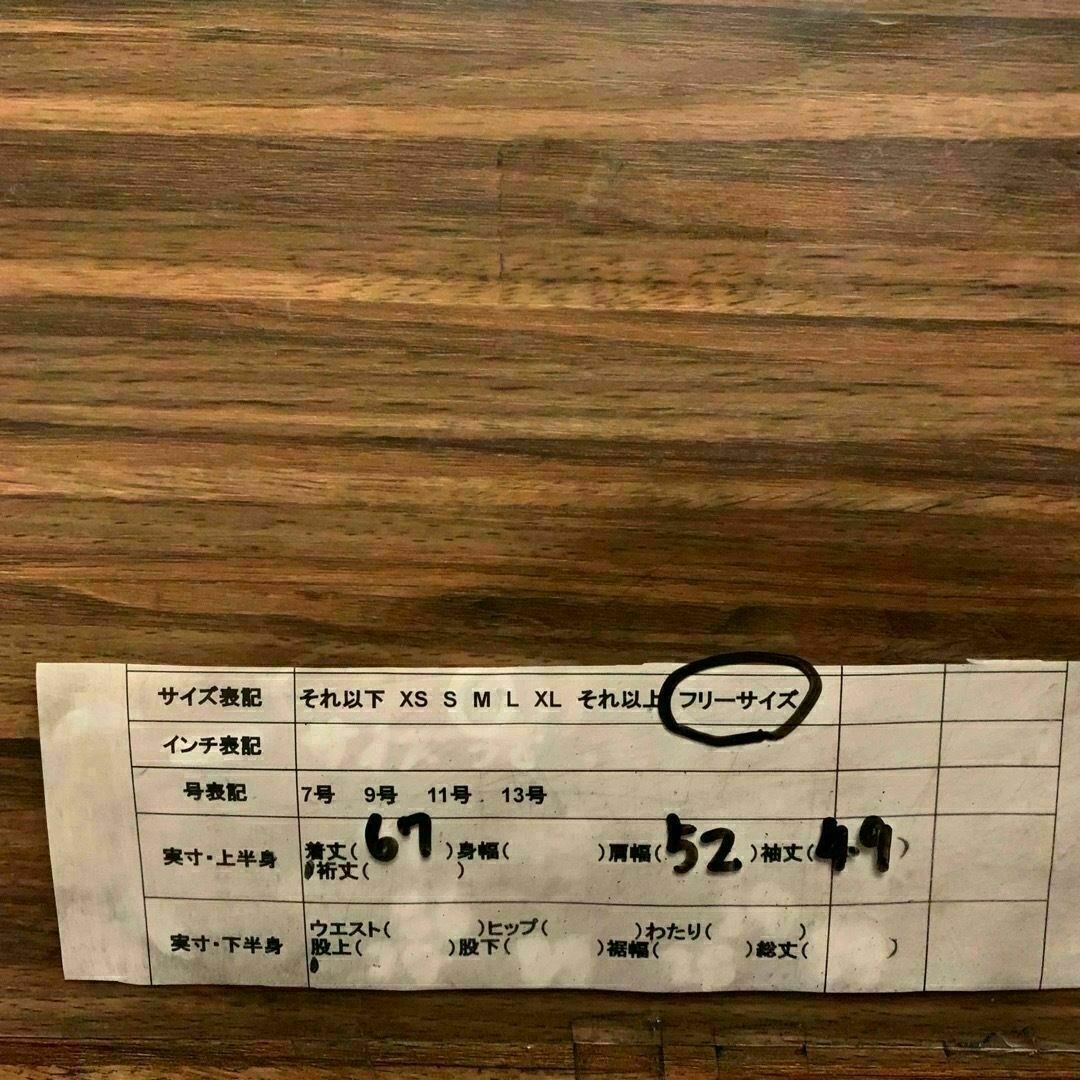 サイズ表記 それ以下 XS S M L XL それ以上 フリーサイズ
インチ表記
号表記 7号 9号 11号 13号
実寸・上半身 着丈(67)身幅( )肩幅(52)袖丈(49)
裄丈( )
実寸・下半身 ウエスト( )ヒップ( )わたり( )
股上( )股下( )裾幅( )総丈( )